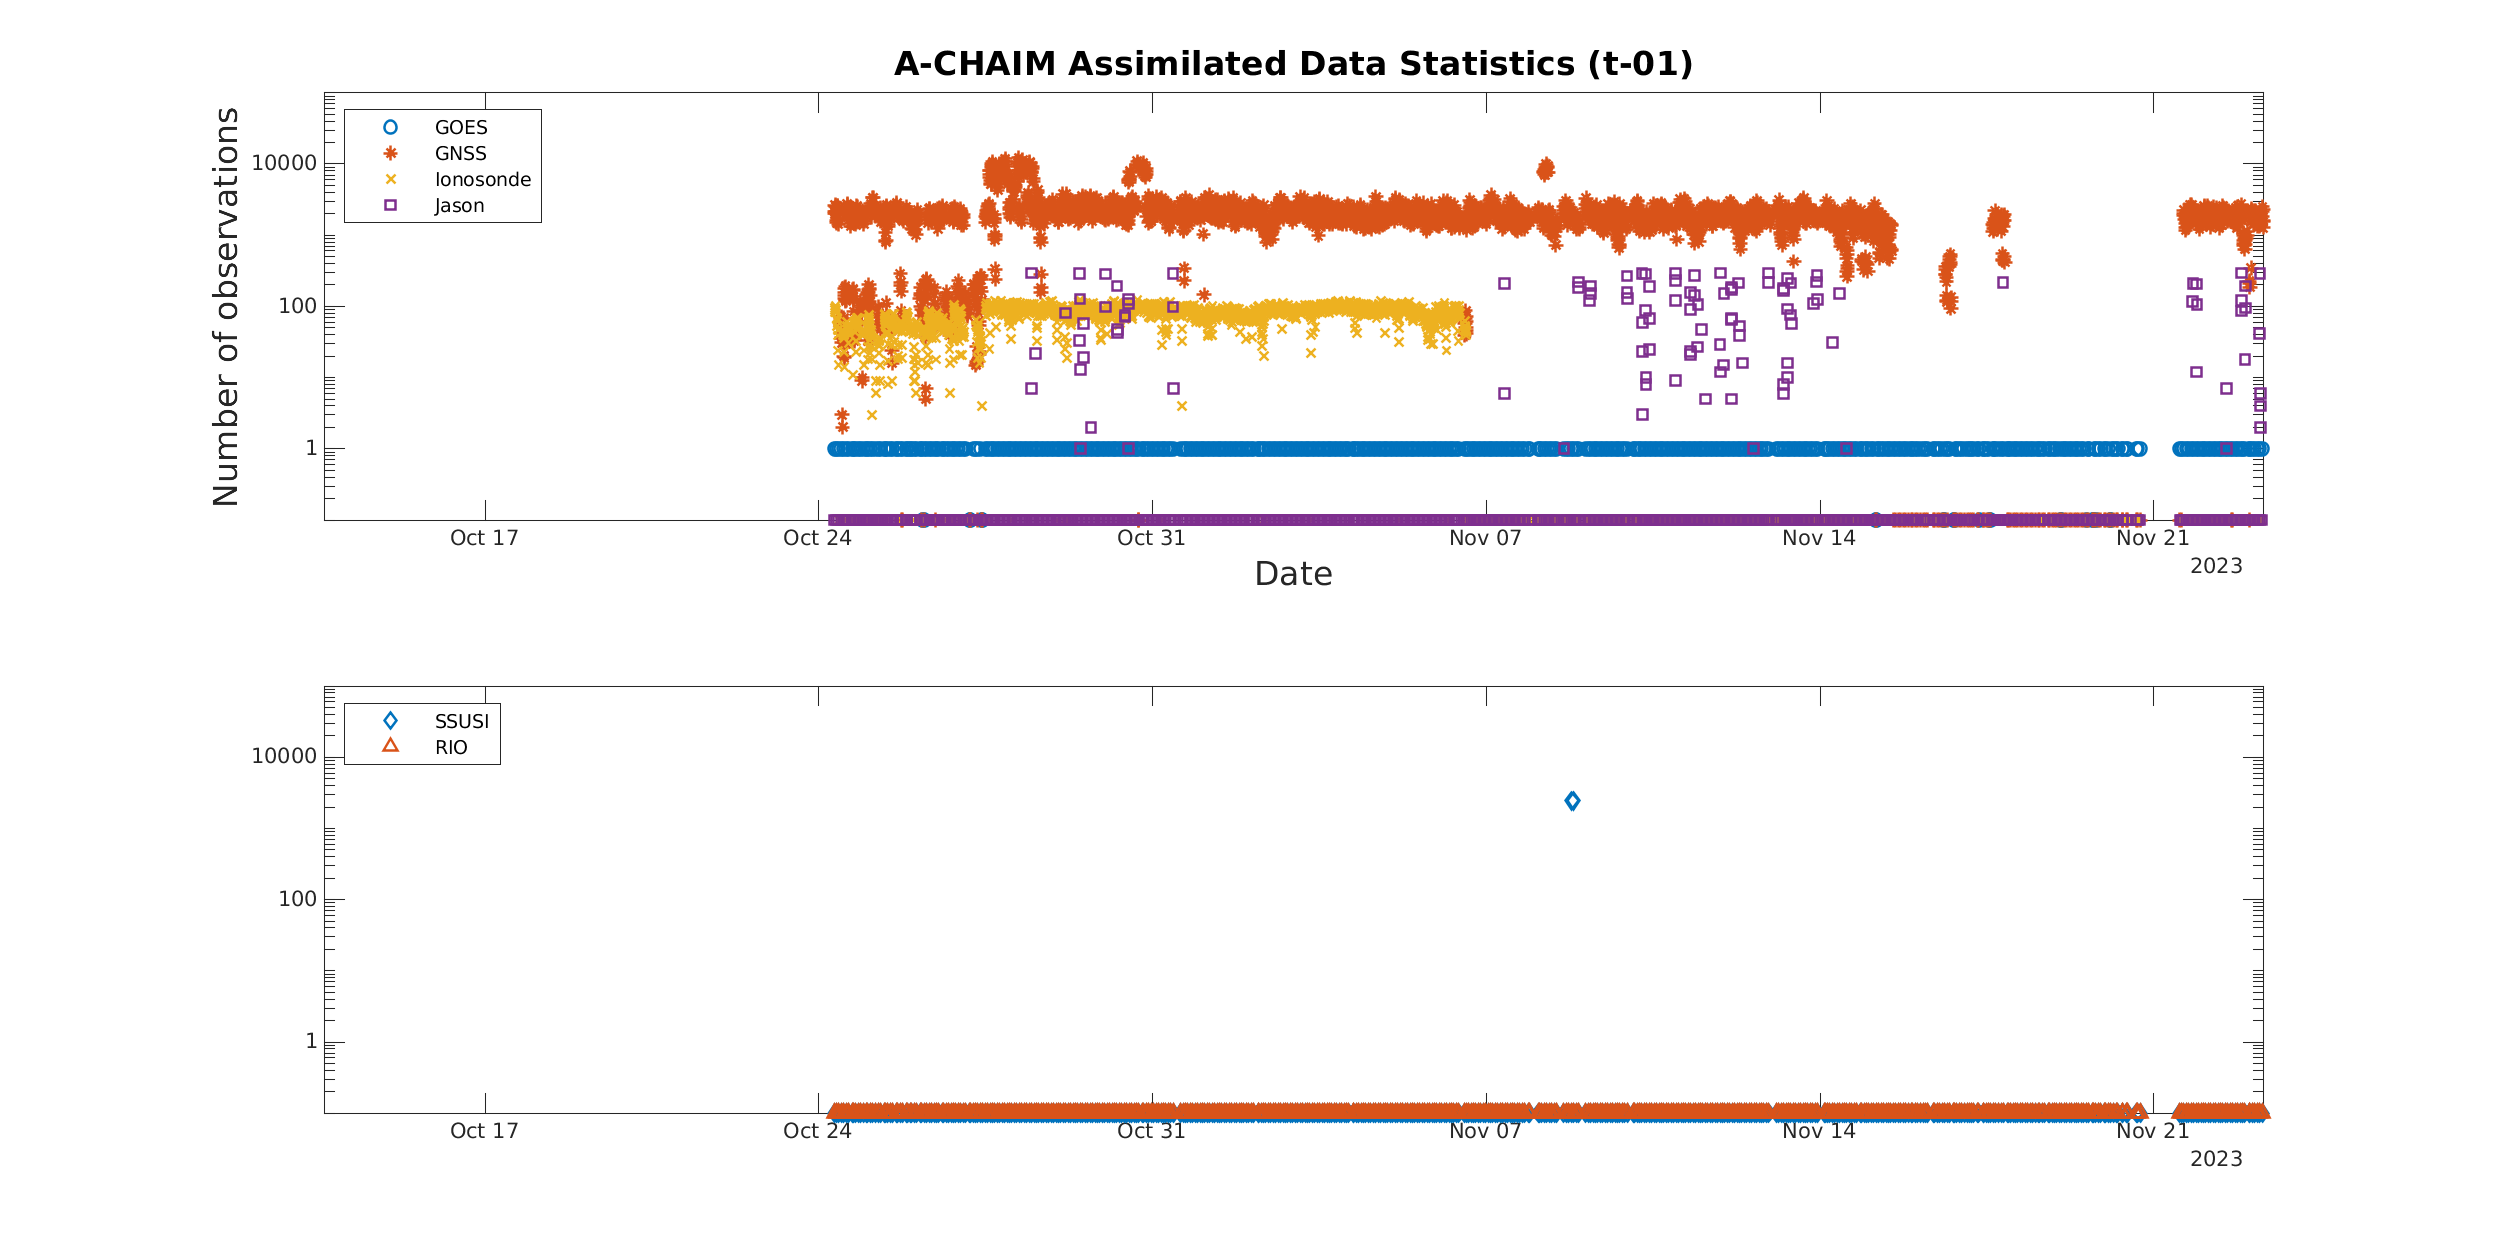 A-CHAIM Assimilated Data Statistics (t-01)
Number of observations
GOES
GNSS
Ionosonde
Jason
10000
100
1
Oct 17 Oct 24 Oct 31 Nov 07 Nov 14 Nov 21
2023
Date
SSUSI
RIO
10000
100
1
Oct 17 Oct 24 Oct 31 Nov 07 Nov 14 Nov 21
2023